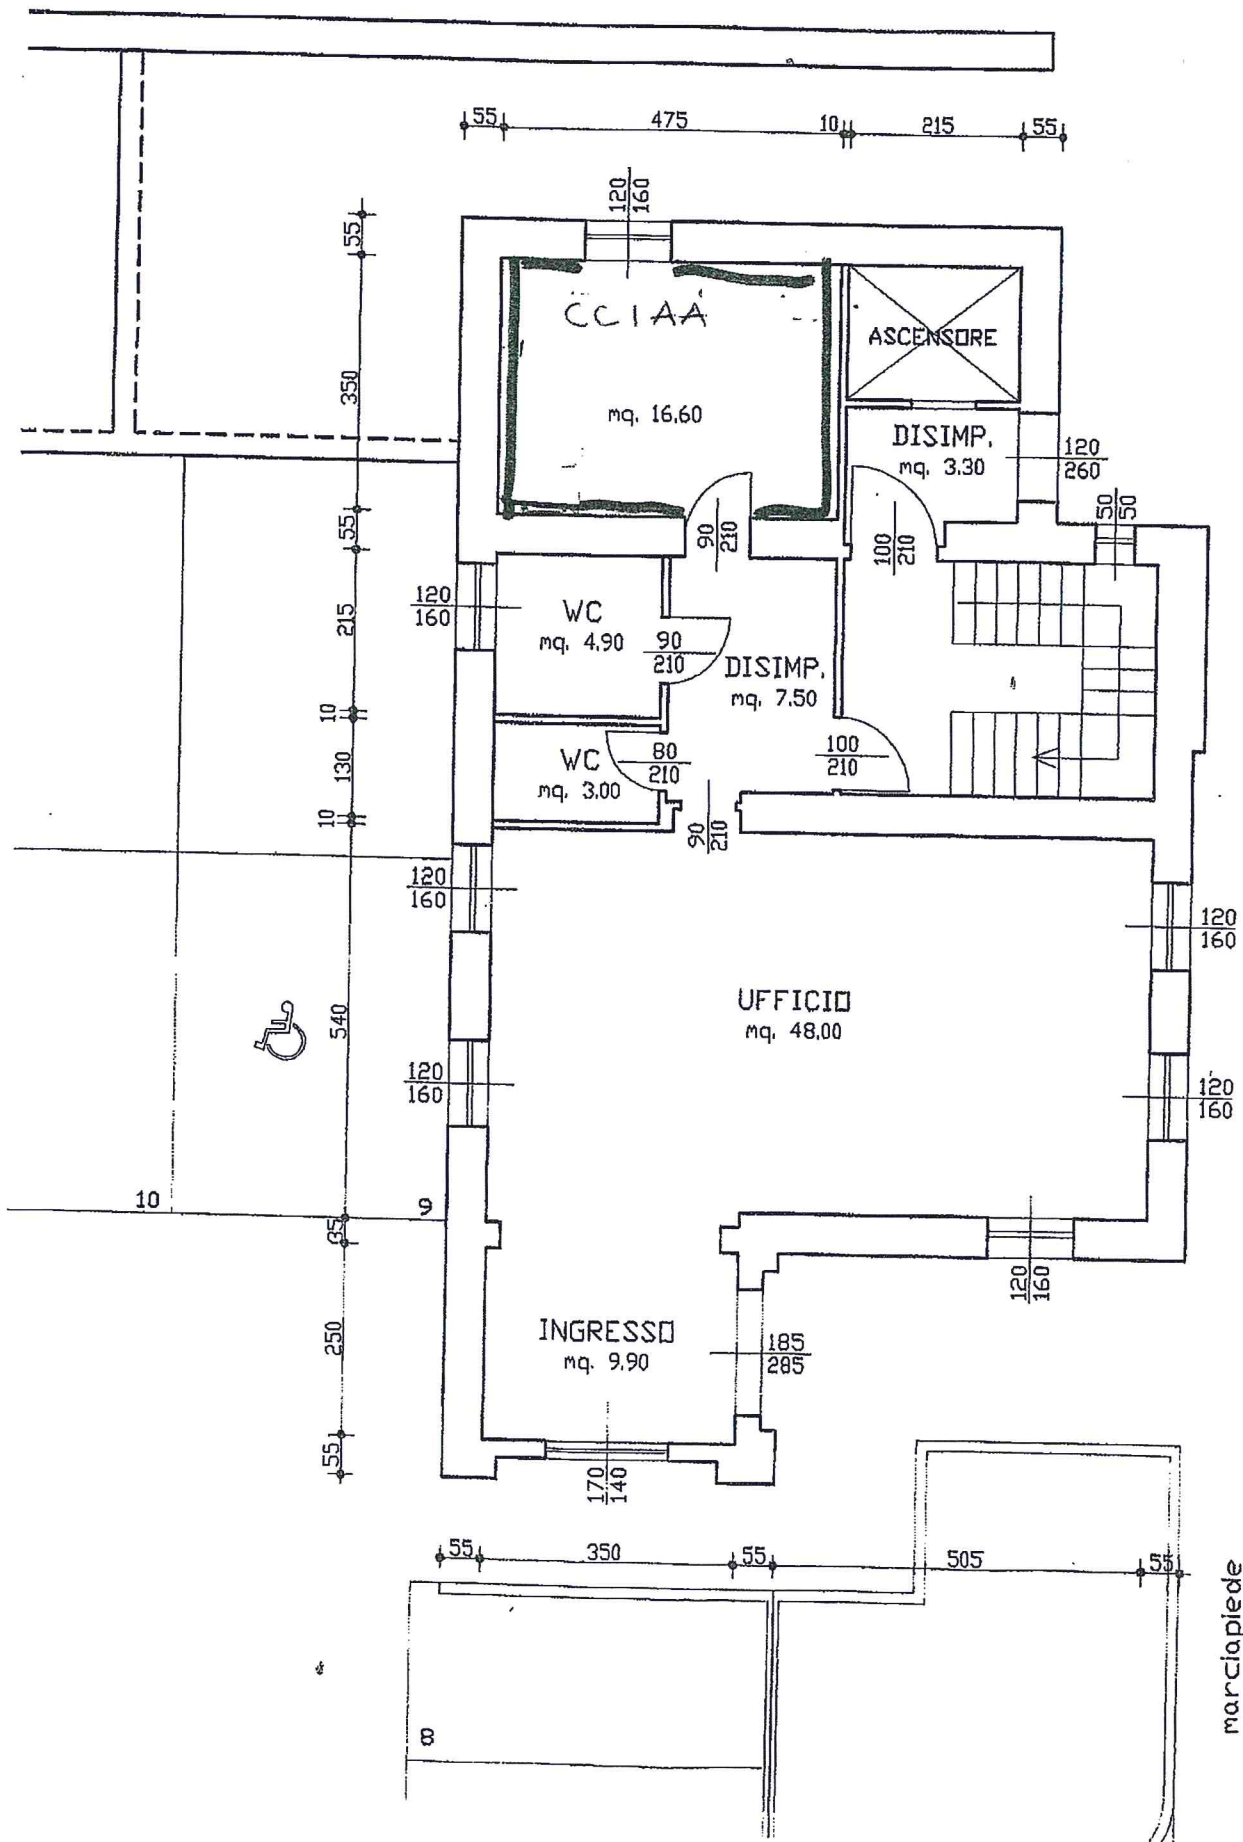 55 475 10 215 55
120
160
55
CCIAA
ASCENSORE
350
mq. 16,60
DISIMP.
mq. 3.30
120
260
50
50
55
90
210
100
210
120
160
215
WC
mq. 4,90
90
210
DISIMP.
mq. 7.50
10
130
WC
mq. 3,00
80
210
100
210
10
90
210
120
160
120
160
540
UFFICIO
mq. 48,00
120
160
120
160
10
9
35
120
160
250
INGRESSO
mq. 9,90
185
285
55
170
140
55 350 55 505 55
marciapiede
8